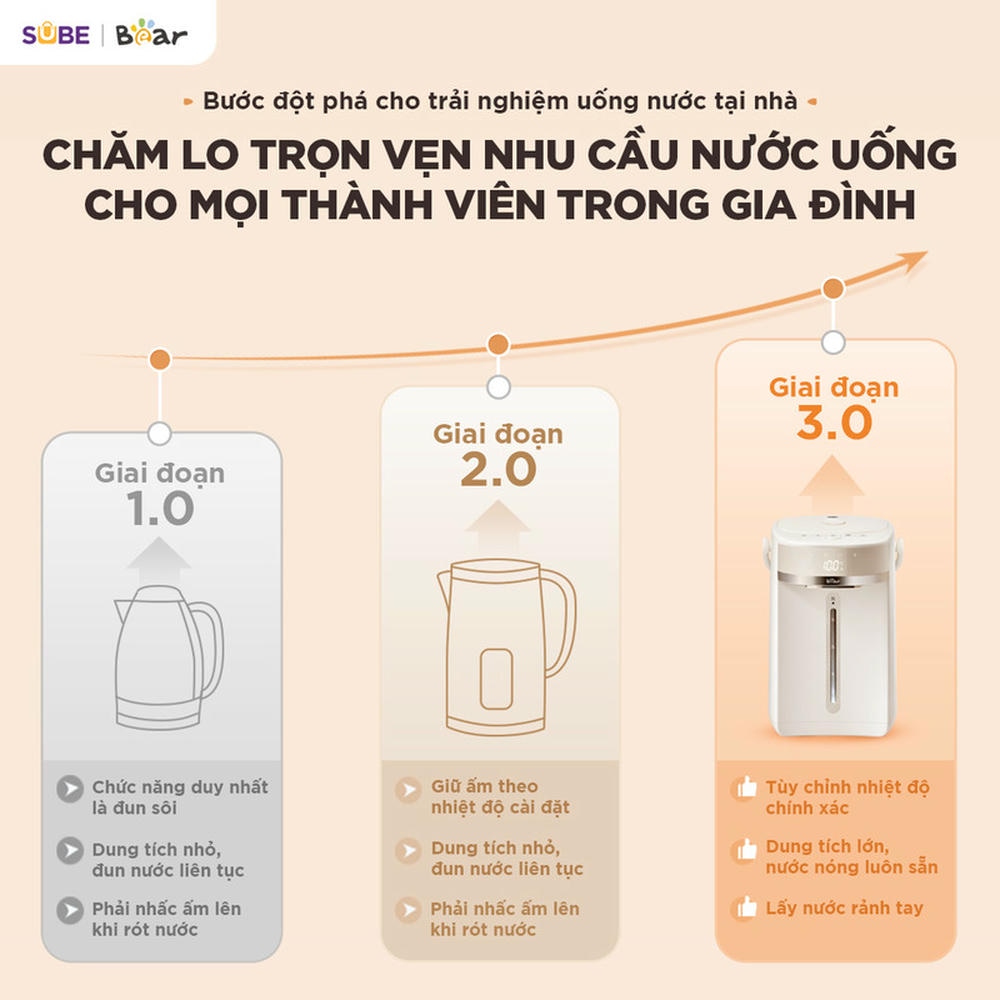 SUBE | Bear
Bước đột phá cho trải nghiệm uống nước tại nhà
CHĂM LO TRỌN VẸN NHU CẦU NƯỚC UỐNG
CHO MỌI THÀNH VIÊN TRONG GIA ĐÌNH
Giai đoạn
1.0
Chức năng duy nhất
là đun sôi
Dung tích nhỏ,
đun nước liên tục
Phải nhấc ấm lên
khi rót nước
Giai đoạn
2.0
Giữ ấm theo
nhiệt độ cài đặt
Dung tích nhỏ,
đun nước liên tục
Phải nhấc ấm lên
khi rót nước
Giai đoạn
3.0
100
Bear
Tùy chỉnh nhiệt độ
chính xác
Dung tích lớn,
nước nóng luôn sẵn
Lấy nước rảnh tay